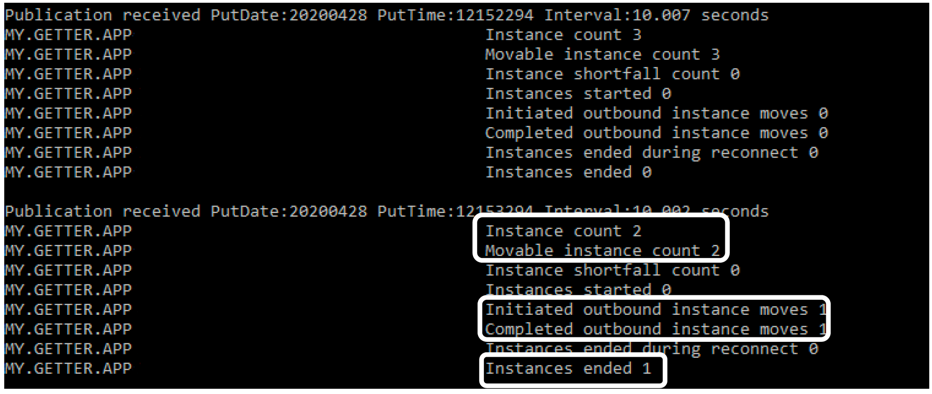 Publication received PutDate:20200428 PutTime:12152294 Interval:10.007 seconds
MY.GETTER.APP Instance count 3
MY.GETTER.APP Movable instance count 3
MY.GETTER.APP Instance shortfall count 0
MY.GETTER.APP Instances started 0
MY.GETTER.APP Initiated outbound instance moves 0
MY.GETTER.APP Completed outbound instance moves 0
MY.GETTER.APP Instances ended during reconnect 0
MY.GETTER.APP Instances ended 0
Publication received PutDate:20200428 PutTime:12153294 Interval:10.002 seconds
MY.GETTER.APP Instance count 2
MY.GETTER.APP Movable instance count 2
MY.GETTER.APP Instance shortfall count 0
MY.GETTER.APP Instances started 0
MY.GETTER.APP Initiated outbound instance moves 1
MY.GETTER.APP Completed outbound instance moves 1
MY.GETTER.APP Instances ended during reconnect 0
MY.GETTER.APP Instances ended 1